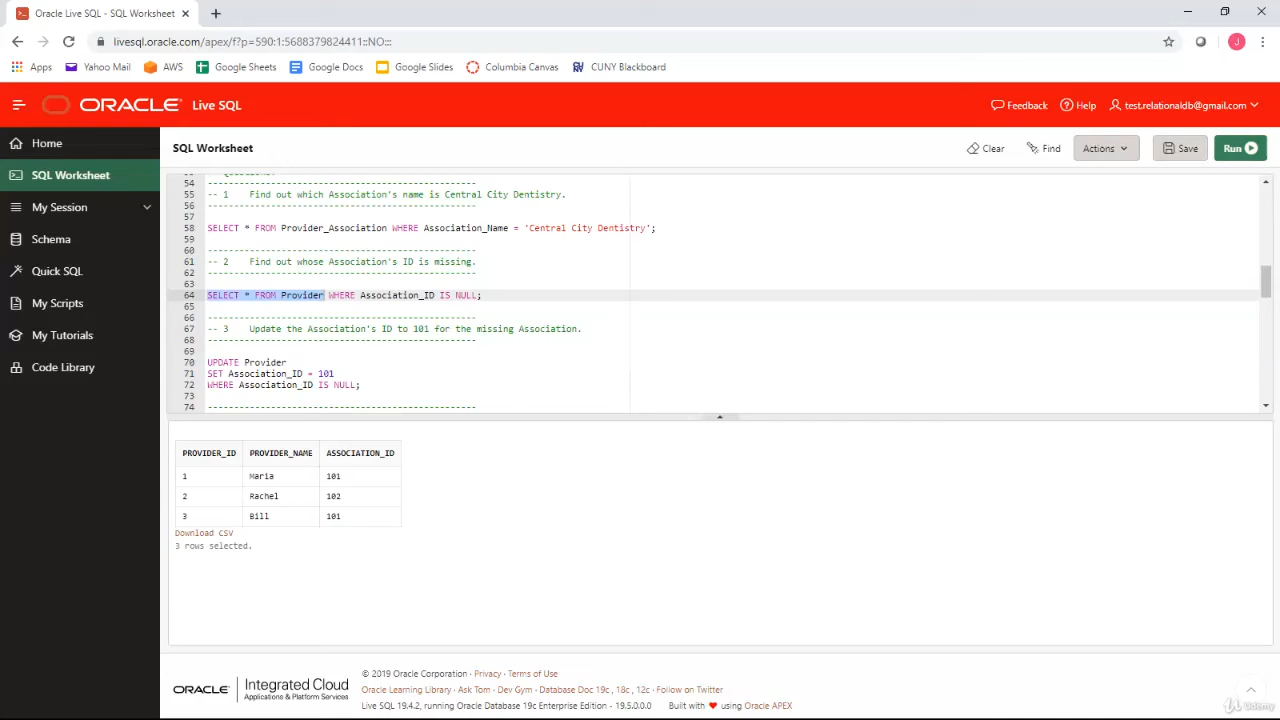 Oracle Live SQL - SQL Worksheet
livesql.oracle.com/apex/f?p=590:1:5688379824411::NO:::
J
Apps Yahoo Mail AWS Google Sheets Google Docs Google Slides Columbia Canvas CUNY Blackboard
ORACLE Live SQL Feedback Help test.relationaldb@gmail.com
Home
SQL Worksheet
My Session
Schema
Quick SQL
My Scripts
My Tutorials
Code Library
SQL Worksheet Clear Find Actions Save Run
54 ------------------------------------------------
55 -- 1 Find out which Association's name is Central City Dentistry.
56 ------------------------------------------------
57
58 SELECT * FROM Provider_Association WHERE Association_Name = 'Central City Dentistry';
59
60 ------------------------------------------------
61 -- 2 Find out whose Association's ID is missing.
62 ------------------------------------------------
63
64 SELECT * FROM Provider WHERE Association_ID IS NULL;
65
66 ------------------------------------------------
67 -- 3 Update the Association's ID to 101 for the missing Association.
68 ------------------------------------------------
69
70 UPDATE Provider
71 SET Association_ID = 101
72 WHERE Association_ID IS NULL;
73
74 ------------------------------------------------
PROVIDER_ID PROVIDER_NAME ASSOCIATION_ID
1 Maria 101
2 Rachel 102
3 Bill 101
Download CSV
3 rows selected.
ORACLE Integrated Cloud
Applications & Platform Services
© 2019 Oracle Corporation · Privacy · Terms of Use
Oracle Learning Library · Ask Tom · Dev Gym · Database Doc 19c , 18c , 12c · Follow on Twitter
Live SQL 19.4.2, running Oracle Database 19c Enterprise Edition - 19.5.0.0.0 Built with ❤ using Oracle APEX
Udemy